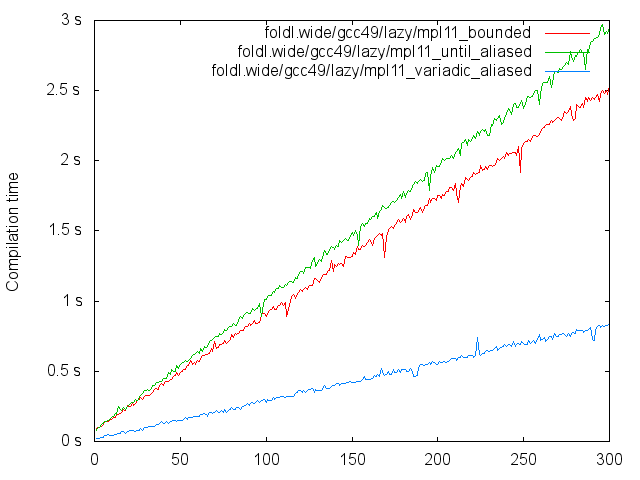 3 s
foldl.wide/gcc49/lazy/mpl11_bounded
foldl.wide/gcc49/lazy/mpl11_until_aliased
foldl.wide/gcc49/lazy/mpl11_variadic_aliased
2.5 s
2 s
1.5 s
1 s
0.5 s
0 s
Compilation time
0 50 100 150 200 250 300